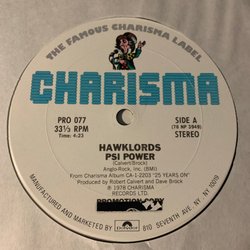 THE FAMOUS CHARISMA LABEL
CHARISMA
PRO 077
33⅓ RPM
Time: 4:23
SIDE A
(78 NP 3949)
STEREO
HAWKLORDS
PSI POWER
(Calvert/Brock)
Anglo-Rock, Inc. (BMI)
From Charisma Album CA-1-2203 "25 YEARS ON"
Produced by Robert Calvert and Dave Brock
℗ 1978 CHARISMA
RECORDS LTD.
PROMOTION COPY
MANUFACTURED AND MARKETED BY polydor 810 SEVENTH AVE., NY, NY 10019